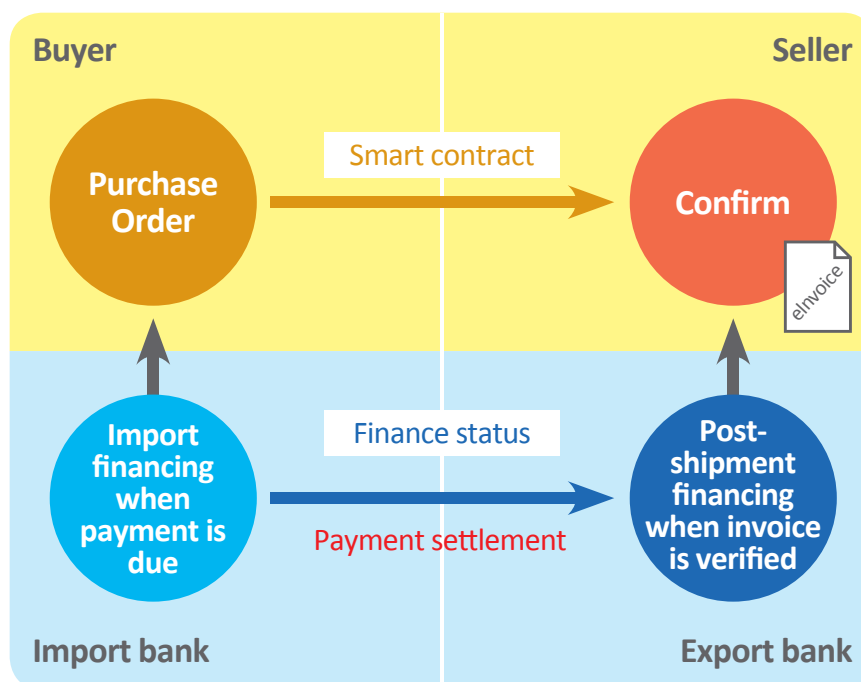 Buyer
Seller
Purchase
Order
Smart contract
Confirm
eInvoice
Import
financing
when
payment is
due
Finance status
Payment settlement
Post-
shipment
financing
when invoice
is verified
Import bank
Export bank